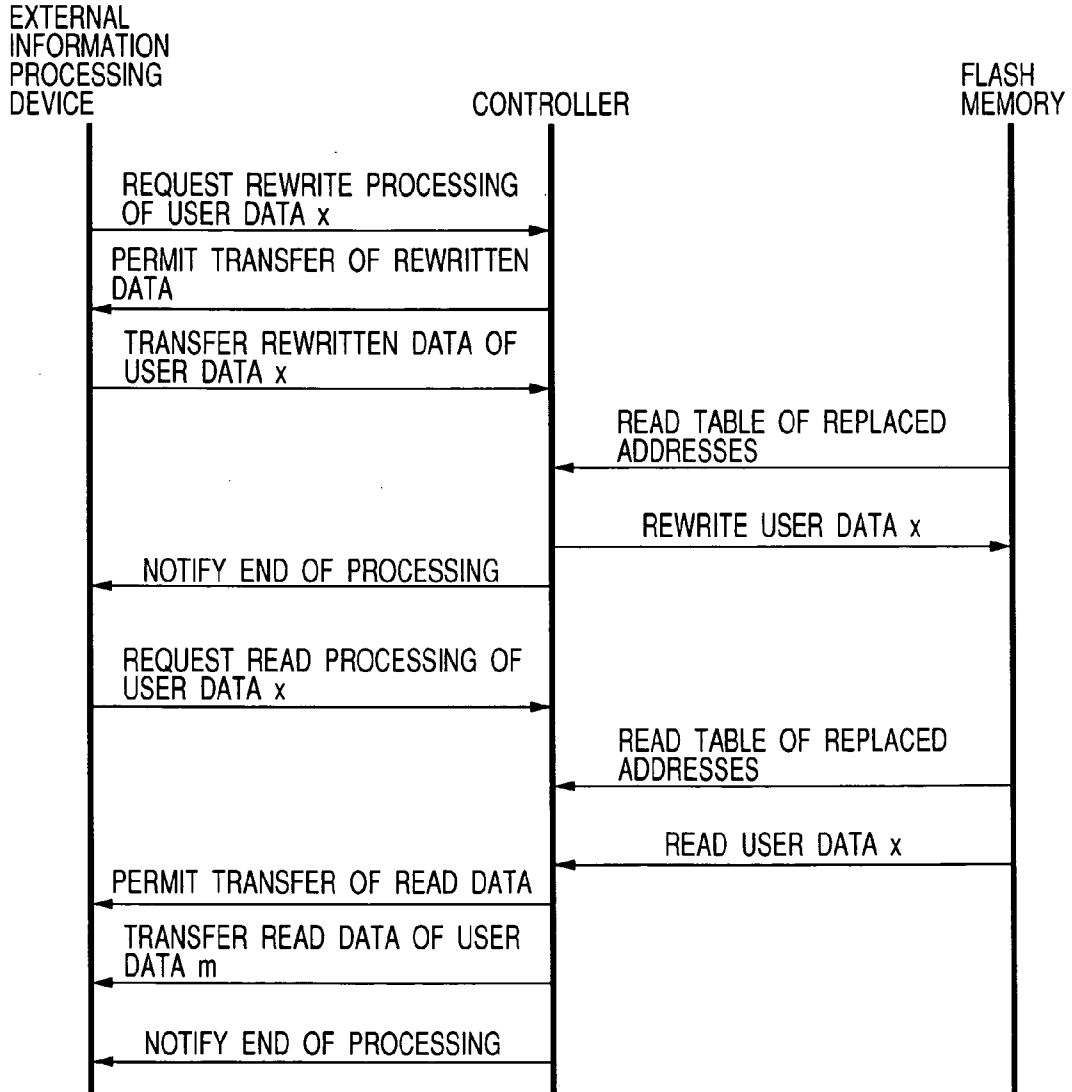 EXTERNAL
INFORMATION
PROCESSING
DEVICE
CONTROLLER
FLASH
MEMORY
REQUEST REWRITE PROCESSING
OF USER DATA x
PERMIT TRANSFER OF REWRITTEN
DATA
TRANSFER REWRITTEN DATA OF
USER DATA x
READ TABLE OF REPLACED
ADDRESSES
REWRITE USER DATA x
NOTIFY END OF PROCESSING
REQUEST READ PROCESSING OF
USER DATA x
READ TABLE OF REPLACED
ADDRESSES
READ USER DATA x
PERMIT TRANSFER OF READ DATA
TRANSFER READ DATA OF USER
DATA m
NOTIFY END OF PROCESSING